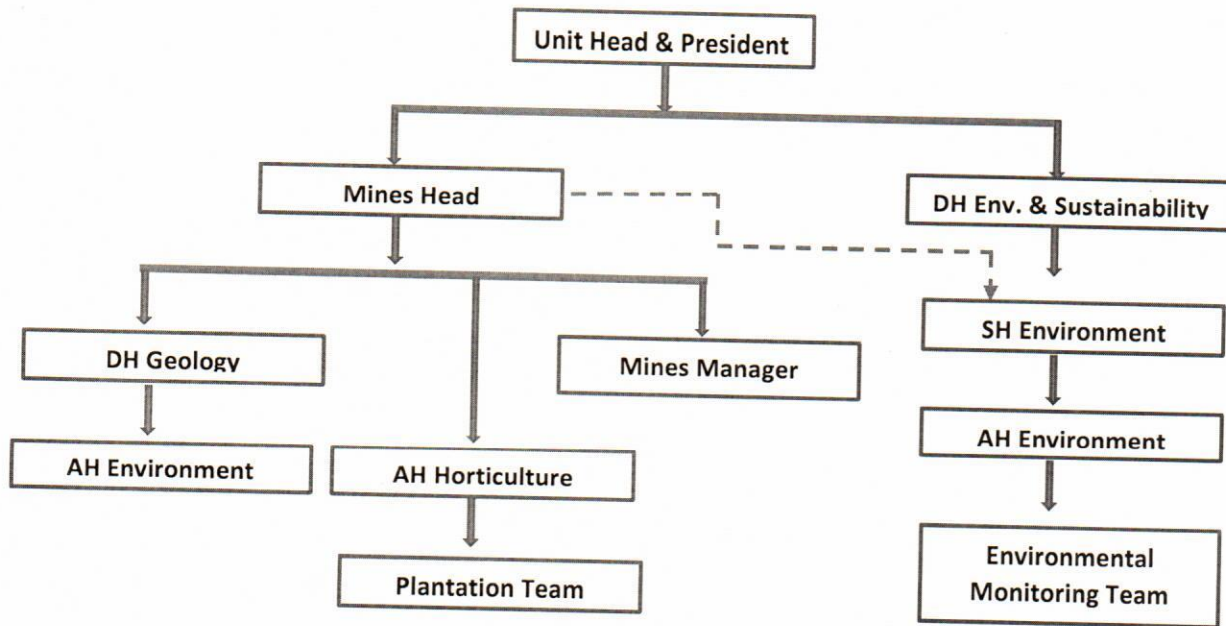 Unit Head & President
Mines Head
DH Env. & Sustainability
DH Geology
Mines Manager
SH Environment
AH Environment
AH Horticulture
AH Environment
Plantation Team
Environmental
Monitoring Team